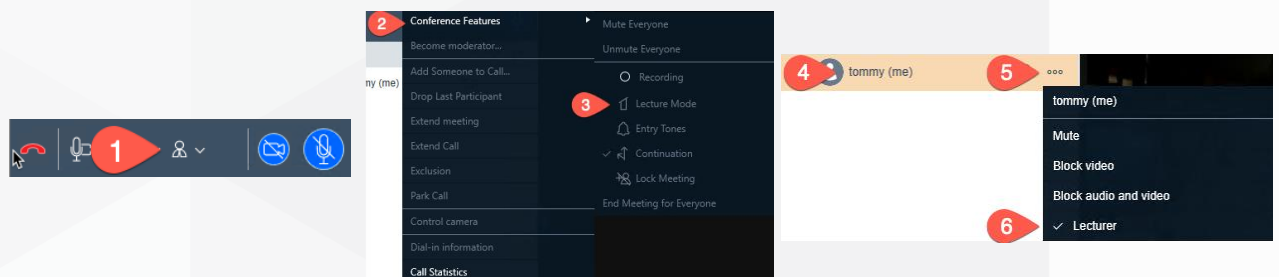 1
2
Conference Features
Become moderator...
Add Someone to Call...
Drop Last Participant
Extend meeting
Extend Call
Exclusion
Park Call
Control camera
Dial-in information
Call Statistics
my (me)
Mute Everyone
Unmute Everyone
Recording
3
Lecture Mode
Entry Tones
Continuation
Lock Meeting
End Meeting for Everyone
4
tommy (me)
5
tommy (me)
Mute
Block video
Block audio and video
6
Lecturer